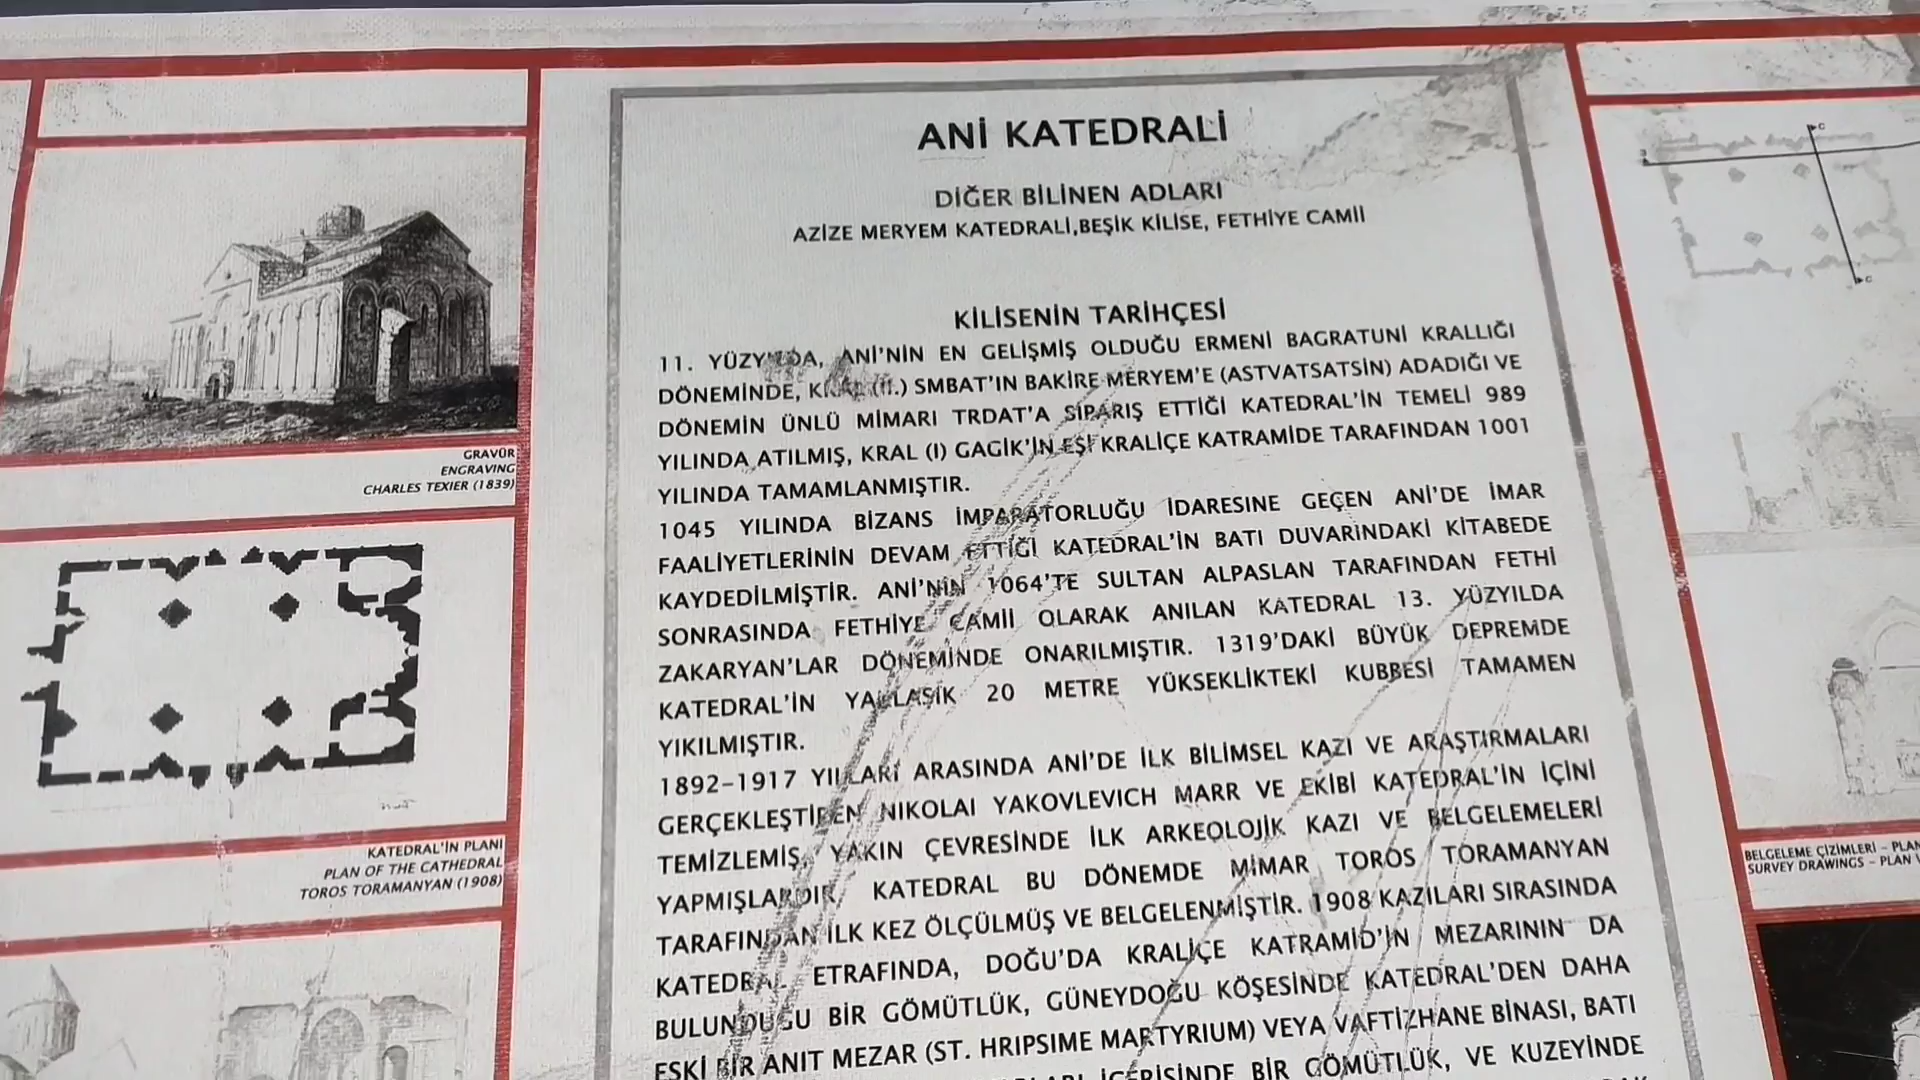 ANİ KATEDRALİ
DİĞER BİLİNEN ADLARI
AZİZE MERYEM KATEDRALİ,BEŞİK KİLİSE, FETHİYE CAMİİ
KİLİSENİN TARİHÇESİ
11. YÜZYILDA, ANİ'NİN EN GELİŞMİŞ OLDUĞU ERMENİ BAGRATUNİ KRALLIĞI
DÖNEMİNDE, KRAL (II.) SMBAT'IN BAKİRE MERYEM'E (ASTVATSATSİN) ADADIĞI VE
DÖNEMİN ÜNLÜ MİMARI TRDAT'A SİPARİŞ ETTİĞİ KATEDRAL'İN TEMELİ 989
YILINDA ATILMIŞ, KRAL (I) GAGİK'İN EŞİ KRALİÇE KATRAMİDE TARAFINDAN 1001
YILINDA TAMAMLANMIŞTIR.
1045 YILINDA BİZANS İMPARATORLUĞU İDARESINE GEÇEN ANİ'DE İMAR
FAALİYETLERİNİN DEVAM ETTİĞİ KATEDRAL'İN BATI DUVARINDAKİ KİTABEDE
KAYDEDİLMİŞTİR. ANİ'NİN 1064'TE SULTAN ALPASLAN TARAFINDAN FETHİ
SONRASINDA FETHİYE CAMİİ OLARAK ANILAN KATEDRAL 13. YÜZYILDA
ZAKARYAN'LAR DÖNEMİNDE ONARILMIŞTIR. 1319'DAKİ BÜYÜK DEPREMDE
KATEDRAL'İN YAKLAŞIK 20 METRE YÜKSEKLİKTEKİ KUBBESİ TAMAMEN
YIKILMIŞTIR.
1892-1917 YILLARI ARASINDA ANİ'DE İLK BİLİMSEL KAZI VE ARAŞTIRMALARI
GERÇEKLEŞTİREN NIKOLAI YAKOVLEVICH MARR VE EKİBİ KATEDRAL'İN İÇİNİ
TEMİZLEMİŞ, YAKIN ÇEVRESİNDE İLK ARKEOLOJİK KAZI VE BELGELEMELERİ
YAPMIŞLARDIR. KATEDRAL BU DÖNEMDE MİMAR TOROS TORAMANYAN
TARAFINDAN İLK KEZ ÖLÇÜLMÜŞ VE BELGELENMİŞTİR. 1908 KAZILARI SIRASINDA
KATEDRAL ETRAFINDA, DOĞU'DA KRALİÇE KATRAMİD'İN MEZARININ DA
BULUNDUĞU BİR GÖMÜTLÜK, GÜNEYDOĞU KÖŞESİNDE KATEDRAL'DEN DAHA
ESKİ BİR ANIT MEZAR (ST. HRIPSIME MARTYRIUM) VEYA VAFTİZHANE BİNASI, BATI
İÇERİSİNDE BİR GÖMÜTLÜK, VE KUZEYİNDE
GRAVÜR
ENGRAVING
CHARLES TEXIER (1839)
KATEDRAL'İN PLANI
PLAN OF THE CATHEDRAL
TOROS TORAMANYAN (1908)
C
C
BELGELEME ÇİZİMLERİ - PLAN
SURVEY DRAWINGS - PLAN